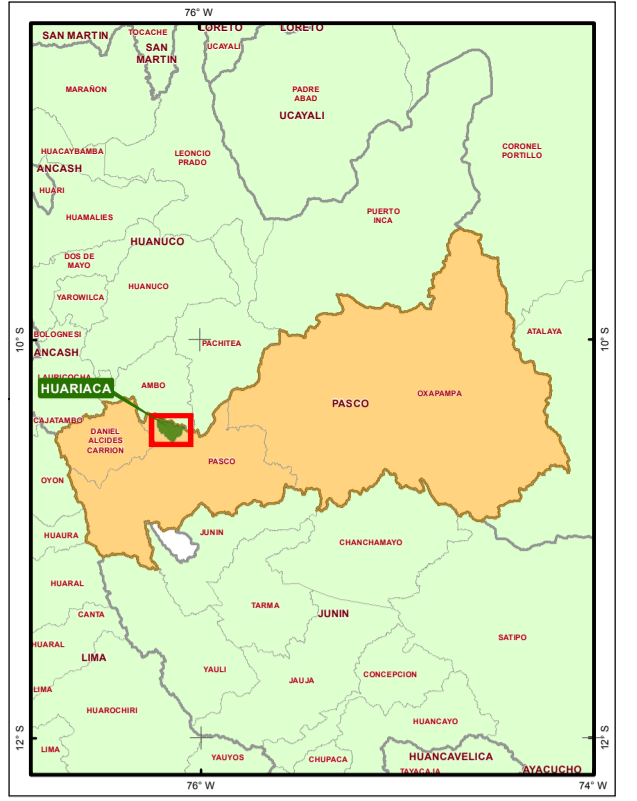 76° W
SAN MARTIN
TOCACHE
LORETO
LORETO
SAN
MARTIN
UCAYALI
MARAÑON
PADRE
ABAD
UCAYALI
HUACAYBAMBA
LEONCIO
PRADO
CORONEL
PORTILLO
ANCASH
HUARI
HUAMALIES
PUERTO
INCA
HUANUCO
DOS DE
MAYO
YAROWILCA
HUANUCO
10° S
BOLOGNESI
PACHITEA
ATALAYA
10° S
ANCASH
LAURICOCHA
AMBO
HUARIACA
PASCO
OXAPAMPA
CAJATAMBO
DANIEL
ALCIDES
CARRION
PASCO
OYON
HUAURA
JUNIN
CHANCHAMAYO
HUARAL
CANTA
TARMA
JUNIN
HUARAL
LIMA
SATIPO
YAULI
JAUJA
CONCEPCION
LIMA
HUAROCHIRI
HUANCAYO
12° S
LIMA
YAUYOS
CHUPACA
HUANCAVELICA
TAYACAJA
AYACUCHO
12° S
76° W
74° W